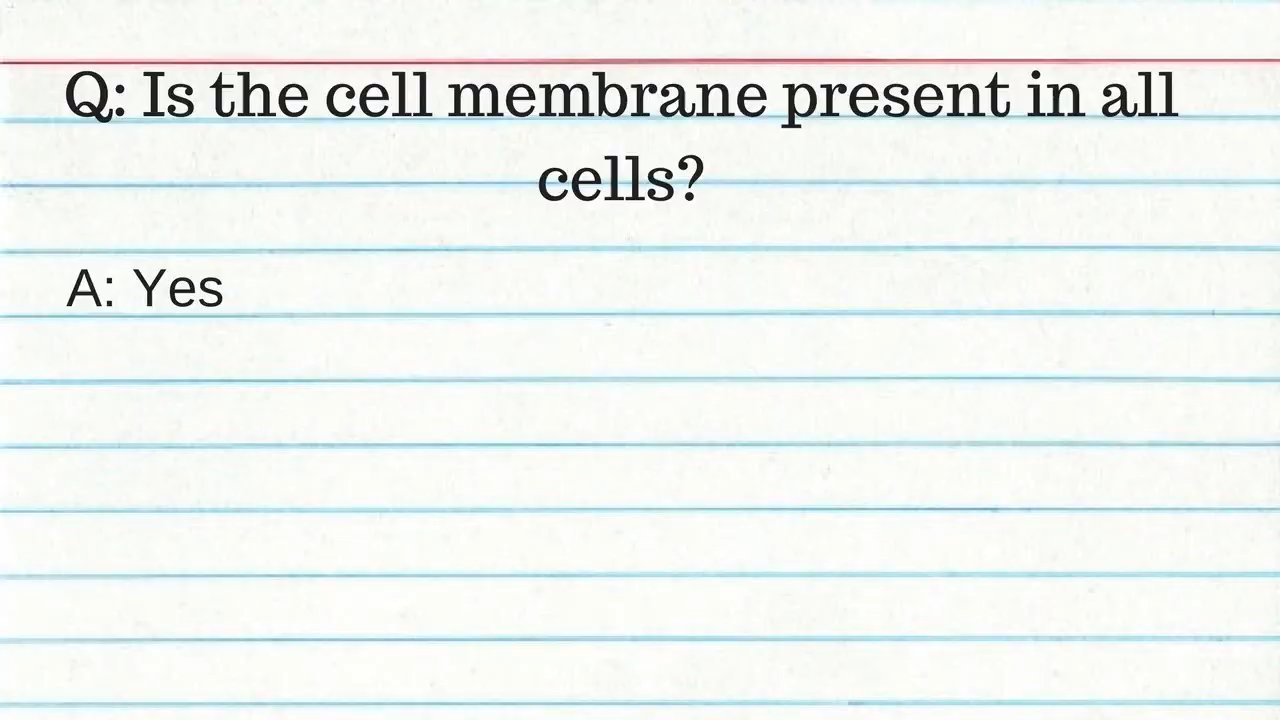 Q: Is the cell membrane present in all
cells?
A: Yes